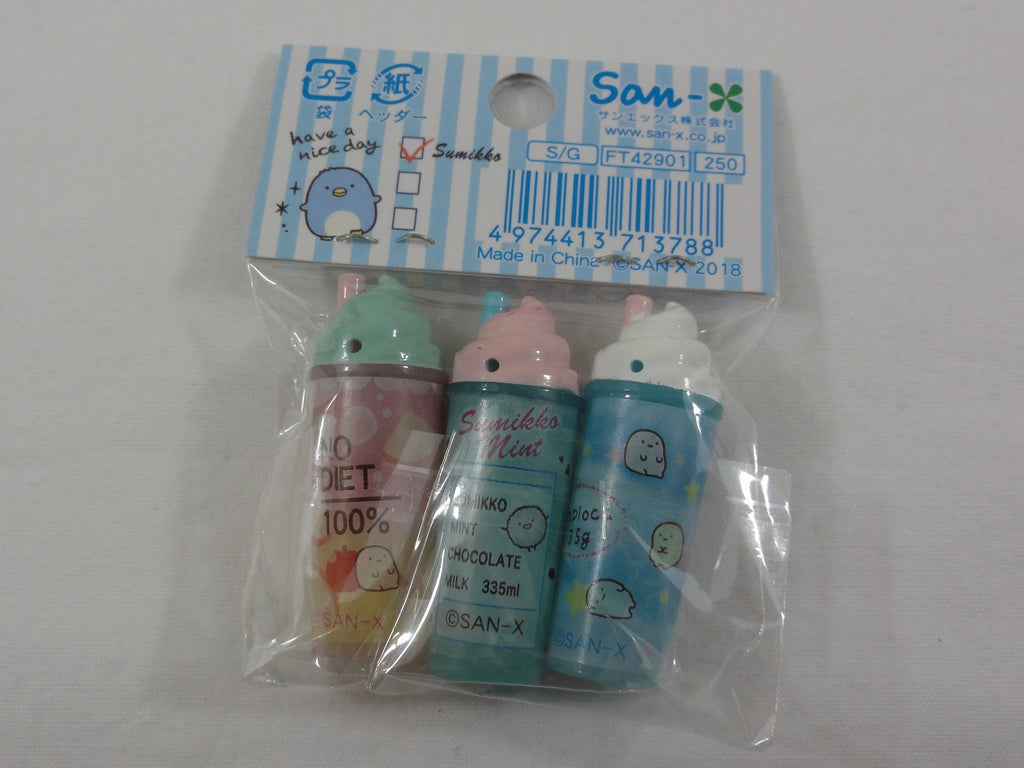 プラ
袋
紙
ヘッダー
have a
nice day
Sumikko
San-
サンエックス株式会社
www.san-x.co.jp
S/G FT42901 250
4 974413 713788
Made in China ©SAN-X 2018
NO
DIET
100%
SAN-X
Sumikko
Mint
SUMIKKO
MINT
CHOCOLATE
MILK 335ml
©SAN-X
35g
©SAN-X